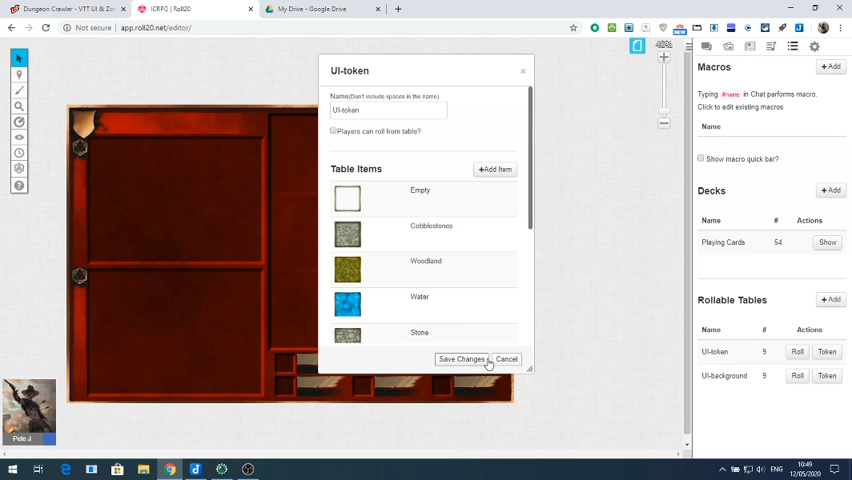 Dungeon Crawler - VTT UI & Zo
ICRPG | Roll20
My Drive - Google Drive
Not secure
app.roll20.net/editor/
NEW
40%
UI-token
Name(Don't include spaces in the name)
UI-token
Players can roll from table?
Table Items
+Add Item
Empty
Cobblestones
Woodland
Water
Stone
Save Changes
Cancel
Macros
+ Add
Typing #name in Chat performs macro.
Click to edit existing macros
Name
Show macro quick bar?
Decks
+ Add
Name # Actions
Playing Cards 54 Show
Rollable Tables
+ Add
Name # Actions
UI-token 9 Roll Token
UI-background 9 Roll Token
Pete J.
ENG
10:49
12/05/2020